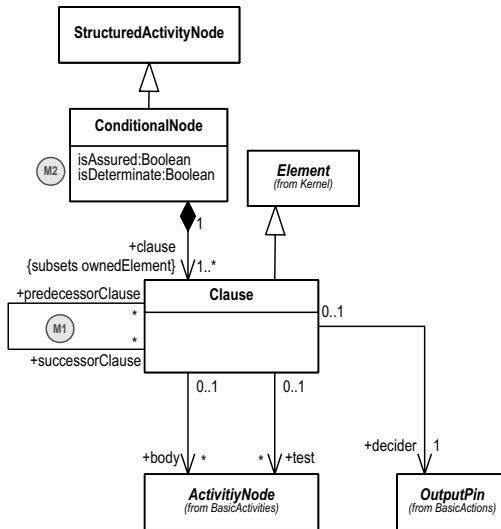 StructuredActivityNode
ConditionalNode
isAssured:Boolean
isDeterminate:Boolean
M2
Element
(from Kernel)
1
+clause
{subsets ownedElement}
1..*
Clause
+predecessorClause
*
M1
*
+successorClause
0..1
0..1
0..1
+body
*
*
+test
+decider
1
ActivitiyNode
(from BasicActivities)
OutputPin
(from BasicActions)